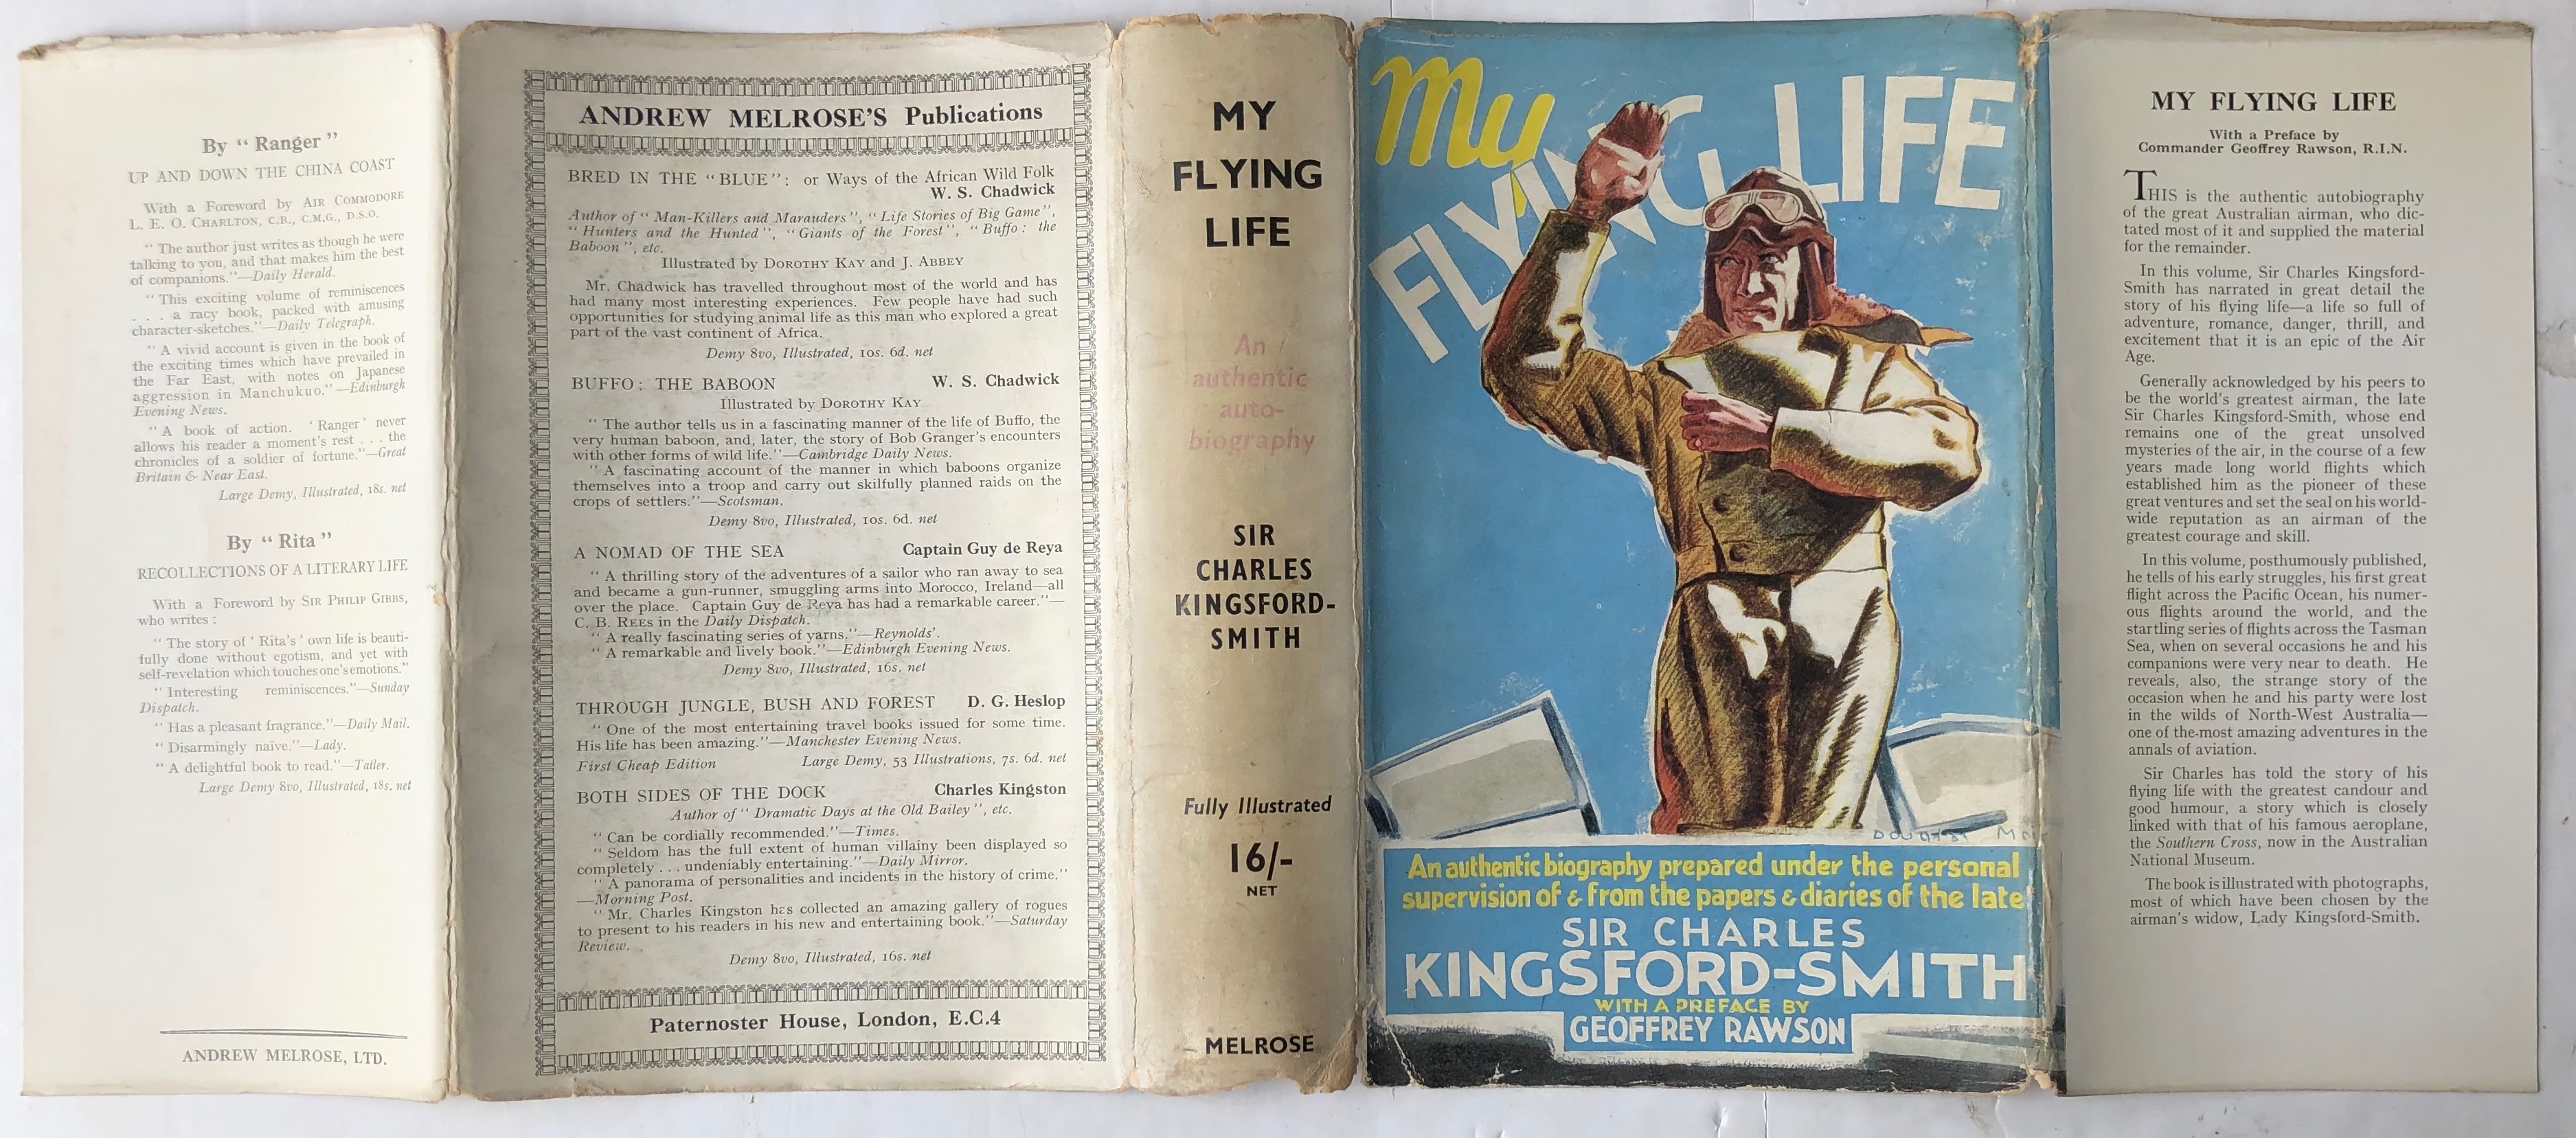 By “ Ranger ”
UP AND DOWN THE CHINA COAST
With a Foreword by AIR COMMODORE
L. E. O. CHARLTON, C.B., C.M.G., D.S.O.
“ The author just writes as though he were
talking to you, and that makes him the best
of companions.”—Daily Herald.
“ This exciting volume of reminiscences
. . . a racy book, packed with amusing
character-sketches.”—Daily Telegraph.
“ A vivid account is given in the book of
the exciting times which have prevailed in
the Far East, with notes on Japanese
aggression in Manchukuo.”—Edinburgh
Evening News.
“ A book of action. ‘ Ranger ’ never
allows his reader a moment’s rest . . . the
chronicles of a soldier of fortune.”—Great
Britain & Near East.
Large Demy, Illustrated, 18s. net
By “ Rita ”
RECOLLECTIONS OF A LITERARY LIFE
With a Foreword by SIR PHILIP GIBBS,
who writes :
“ The story of ‘ Rita’s ’ own life is beauti-
fully done without egotism, and yet with
self-revelation which touches one’s emotions.”
“ Interesting reminiscences.”—Sunday
Dispatch.
“ Has a pleasant fragrance.”—Daily Mail.
“ Disarmingly naïve.”—Lady.
“ A delightful book to read.”—Tatler.
Large Demy 8vo, Illustrated, 18s. net
ANDREW MELROSE, LTD.
ANDREW MELROSE’S Publications
BRED IN THE “ BLUE ” : or Ways of the African Wild Folk
W. S. Chadwick
Author of “ Man-Killers and Marauders ”, “ Life Stories of Big Game ”,
“ Hunters and the Hunted ”, “ Giants of the Forest ”, “ Buffo : the
Baboon ”, etc.
Illustrated by DOROTHY KAY and J. ABBEY
Mr. Chadwick has travelled throughout most of the world and has
had many most interesting experiences. Few people have had such
opportunities for studying animal life as this man who explored a great
part of the vast continent of Africa.
Demy 8vo, Illustrated, 10s. 6d. net
BUFFO : THE BABOON W. S. Chadwick
Illustrated by DOROTHY KAY
“ The author tells us in a fascinating manner of the life of Buffo, the
very human baboon, and, later, the story of Bob Granger’s encounters
with other forms of wild life.”—Cambridge Daily News.
“ A fascinating account of the manner in which baboons organize
themselves into a troop and carry out skilfully planned raids on the
crops of settlers.”—Scotsman.
Demy 8vo, Illustrated, 10s. 6d. net
A NOMAD OF THE SEA Captain Guy de Reya
“ A thrilling story of the adventures of a sailor who ran away to sea
and became a gun-runner, smuggling arms into Morocco, Ireland—all
over the place. Captain Guy de Reya has had a remarkable career.”—
C. B. REES in the Daily Dispatch.
“ A really fascinating series of yarns.”—Reynolds’.
“ A remarkable and lively book.”—Edinburgh Evening News.
Demy 8vo, Illustrated, 16s. net
THROUGH JUNGLE, BUSH AND FOREST D. G. Heslop
“ One of the most entertaining travel books issued for some time.
His life has been amazing.”—Manchester Evening News.
First Cheap Edition Large Demy, 53 Illustrations, 7s. 6d. net
BOTH SIDES OF THE DOCK Charles Kingston
Author of “ Dramatic Days at the Old Bailey ”, etc.
“ Can be cordially recommended.”—Times.
“ Seldom has the full extent of human villainy been displayed so
completely . . . undeniably entertaining.”—Daily Mirror.
“ A panorama of personalities and incidents in the history of crime.”
—Morning Post.
“ Mr. Charles Kingston has collected an amazing gallery of rogues
to present to his readers in his new and entertaining book.”—Saturday
Review.
Demy 8vo, Illustrated, 16s. net
Paternoster House, London, E.C.4
MY
FLYING
LIFE
An
authentic
auto-
biography
SIR
CHARLES
KINGSFORD-
SMITH
Fully Illustrated
16/-
NET
MELROSE
My
FLYING LIFE
An authentic biography prepared under the personal
supervision of & from the papers & diaries of the late
SIR CHARLES
KINGSFORD-SMITH
WITH A PREFACE BY
GEOFFREY RAWSON
MY FLYING LIFE
With a Preface by
Commander Geoffrey Rawson, R.I.N.
THIS is the authentic autobiography
of the great Australian airman, who dic-
tated most of it and supplied the material
for the remainder.
In this volume, Sir Charles Kingsford-
Smith has narrated in great detail the
story of his flying life—a life so full of
adventure, romance, danger, thrill, and
excitement that it is an epic of the Air
Age.
Generally acknowledged by his peers to
be the world’s greatest airman, the late
Sir Charles Kingsford-Smith, whose end
remains one of the great unsolved
mysteries of the air, in the course of a few
years made long world flights which
established him as the pioneer of these
great ventures and set the seal on his world-
wide reputation as an airman of the
greatest courage and skill.
In this volume, posthumously published,
he tells of his early struggles, his first great
flight across the Pacific Ocean, his numer-
ous flights around the world, and the
startling series of flights across the Tasman
Sea, when on several occasions he and his
companions were very near to death. He
reveals, also, the strange story of the
occasion when he and his party were lost
in the wilds of North-West Australia—
one of the most amazing adventures in the
annals of aviation.
Sir Charles has told the story of his
flying life with the greatest candour and
good humour, a story which is closely
linked with that of his famous aeroplane,
the Southern Cross, now in the Australian
National Museum.
The book is illustrated with photographs,
most of which have been chosen by the
airman’s widow, Lady Kingsford-Smith.